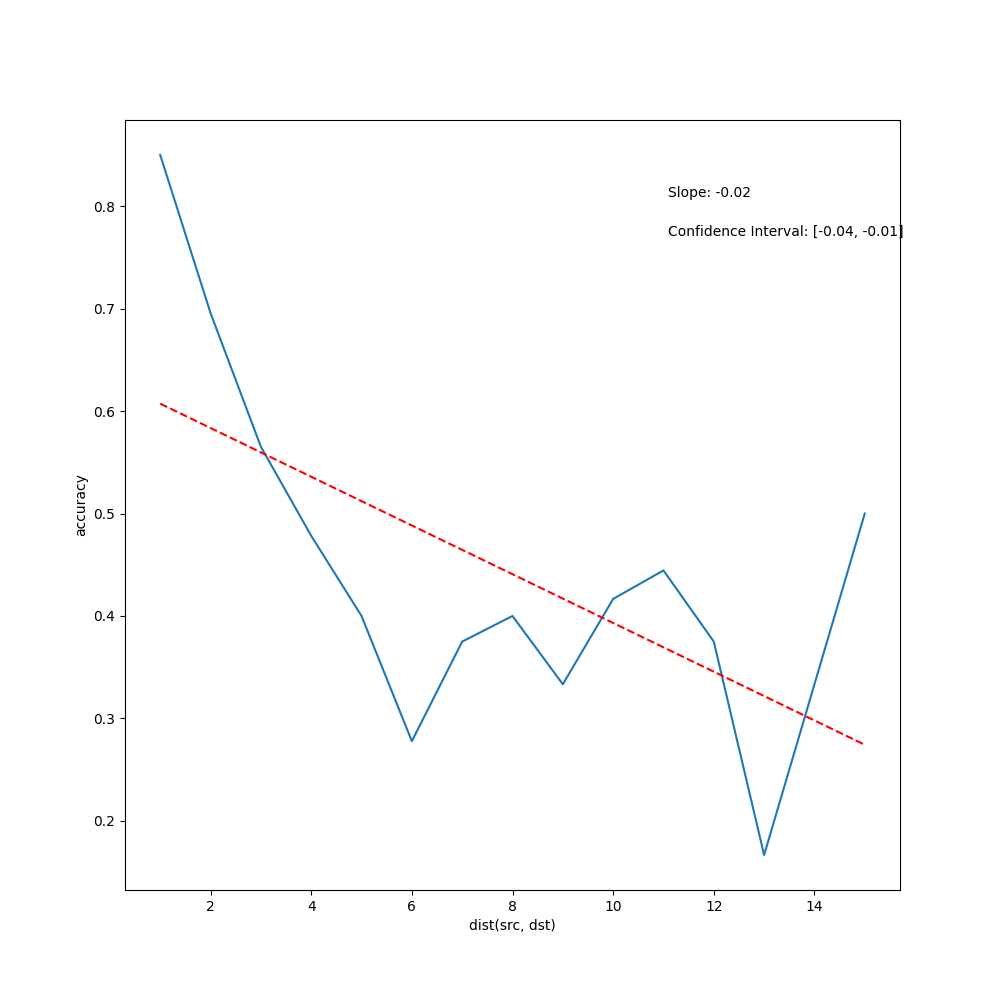 Slope: -0.02
Confidence Interval: [-0.04, -0.01]
0.8
0.7
0.6
0.5
0.4
0.3
0.2
accuracy
2 4 6 8 10 12 14
dist(src, dst)